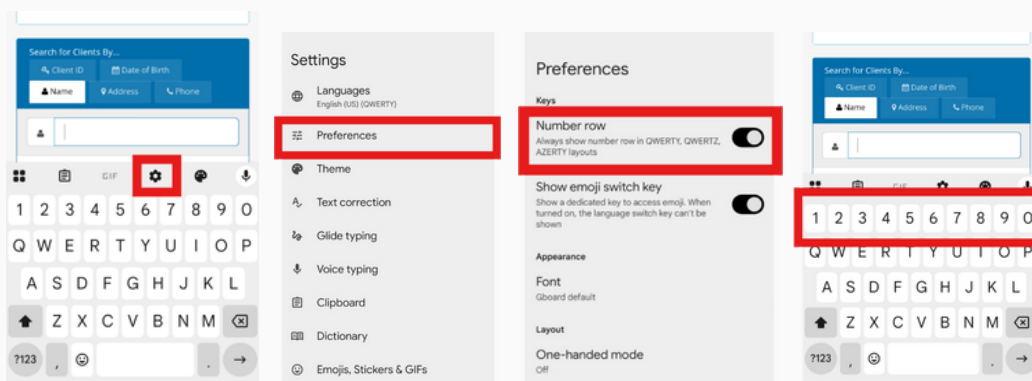 Search for Clients By...
Client ID
Date of Birth
Name
Address
Phone
GIF
1 2 3 4 5 6 7 8 9 0
Q W E R T Y U I O P
A S D F G H J K L
Z X C V B N M
?123 , .
Settings
Languages
English (US) (QWERTY)
Preferences
Theme
Text correction
Glide typing
Voice typing
Clipboard
Dictionary
Emojis, Stickers & GIFs
Preferences
Keys
Number row
Always show number row in QWERTY, QWERTZ,
AZERTY layouts
Show emoji switch key
Show a dedicated key to access emoji. When
turned on, the language switch key can't be
shown
Appearance
Font
Gboard default
Layout
One-handed mode
Off
Search for Clients By...
Client ID
Date of Birth
Name
Address
Phone
1 2 3 4 5 6 7 8 9 0
Q W E R T Y U I O P
A S D F G H J K L
Z X C V B N M
?123 , .